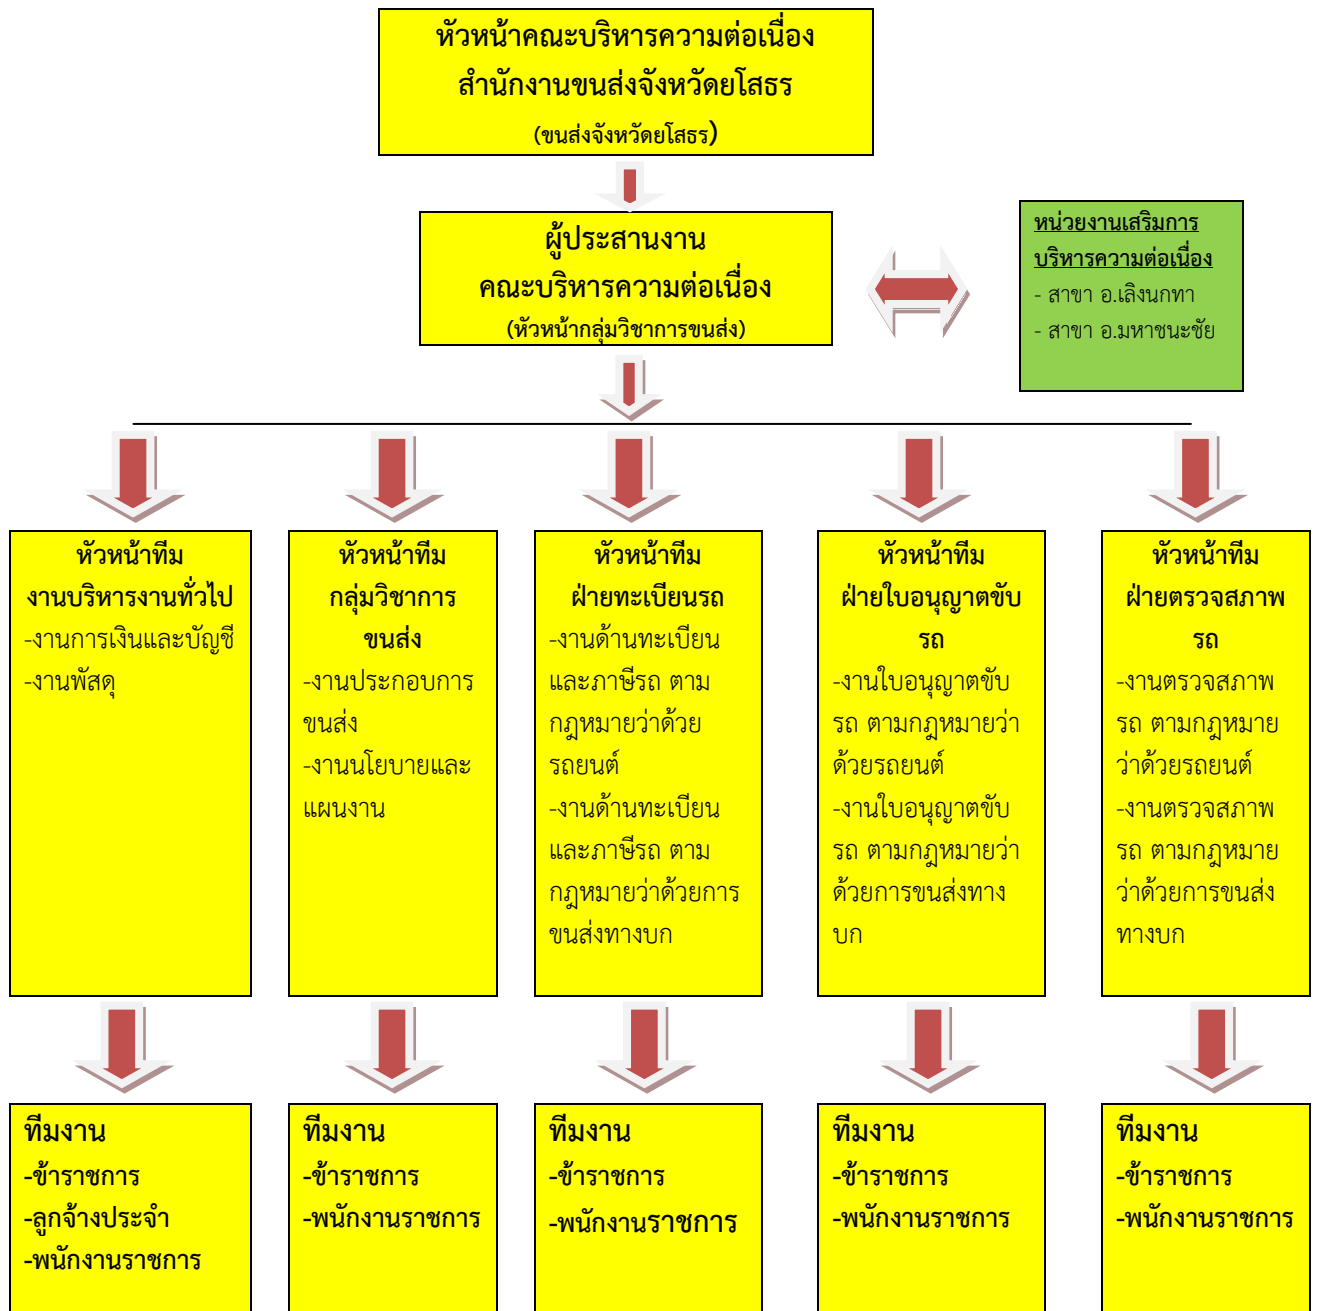 หัวหน้าคณะบริหารความต่อเนื่อง
สำนักงานขนส่งจังหวัดยโสธร
(ขนส่งจังหวัดยโสธร)
ผู้ประสานงาน
คณะบริหารความต่อเนื่อง
(หัวหน้ากลุ่มวิชาการขนส่ง)
หน่วยงานเสริมการ
บริหารความต่อเนื่อง
- สาขา อ.เลิงนกทา
- สาขา อ.มหาชนะชัย
หัวหน้าทีม
งานบริหารงานทั่วไป
-งานการเงินและบัญชี
-งานพัสดุ
หัวหน้าทีม
กลุ่มวิชาการ
ขนส่ง
-งานประกอบการ
ขนส่ง
-งานนโยบายและ
แผนงาน
หัวหน้าทีม
ฝ่ายทะเบียนรถ
-งานด้านทะเบียน
และภาษีรถ ตาม
กฎหมายว่าด้วย
รถยนต์
-งานด้านทะเบียน
และภาษีรถ ตาม
กฎหมายว่าด้วยการ
ขนส่งทางบก
หัวหน้าทีม
ฝ่ายใบอนุญาตขับ
รถ
-งานใบอนุญาตขับ
รถ ตามกฎหมายว่า
ด้วยรถยนต์
-งานใบอนุญาตขับ
รถ ตามกฎหมายว่า
ด้วยการขนส่งทาง
บก
หัวหน้าทีม
ฝ่ายตรวจสภาพ
รถ
-งานตรวจสภาพ
รถ ตามกฎหมาย
ว่าด้วยรถยนต์
-งานตรวจสภาพ
รถ ตามกฎหมาย
ว่าด้วยการขนส่ง
ทางบก
ทีมงาน
-ข้าราชการ
-ลูกจ้างประจำ
-พนักงานราชการ
ทีมงาน
-ข้าราชการ
-พนักงานราชการ
ทีมงาน
-ข้าราชการ
-พนักงานราชการ
ทีมงาน
-ข้าราชการ
-พนักงานราชการ
ทีมงาน
-ข้าราชการ
-พนักงานราชการ